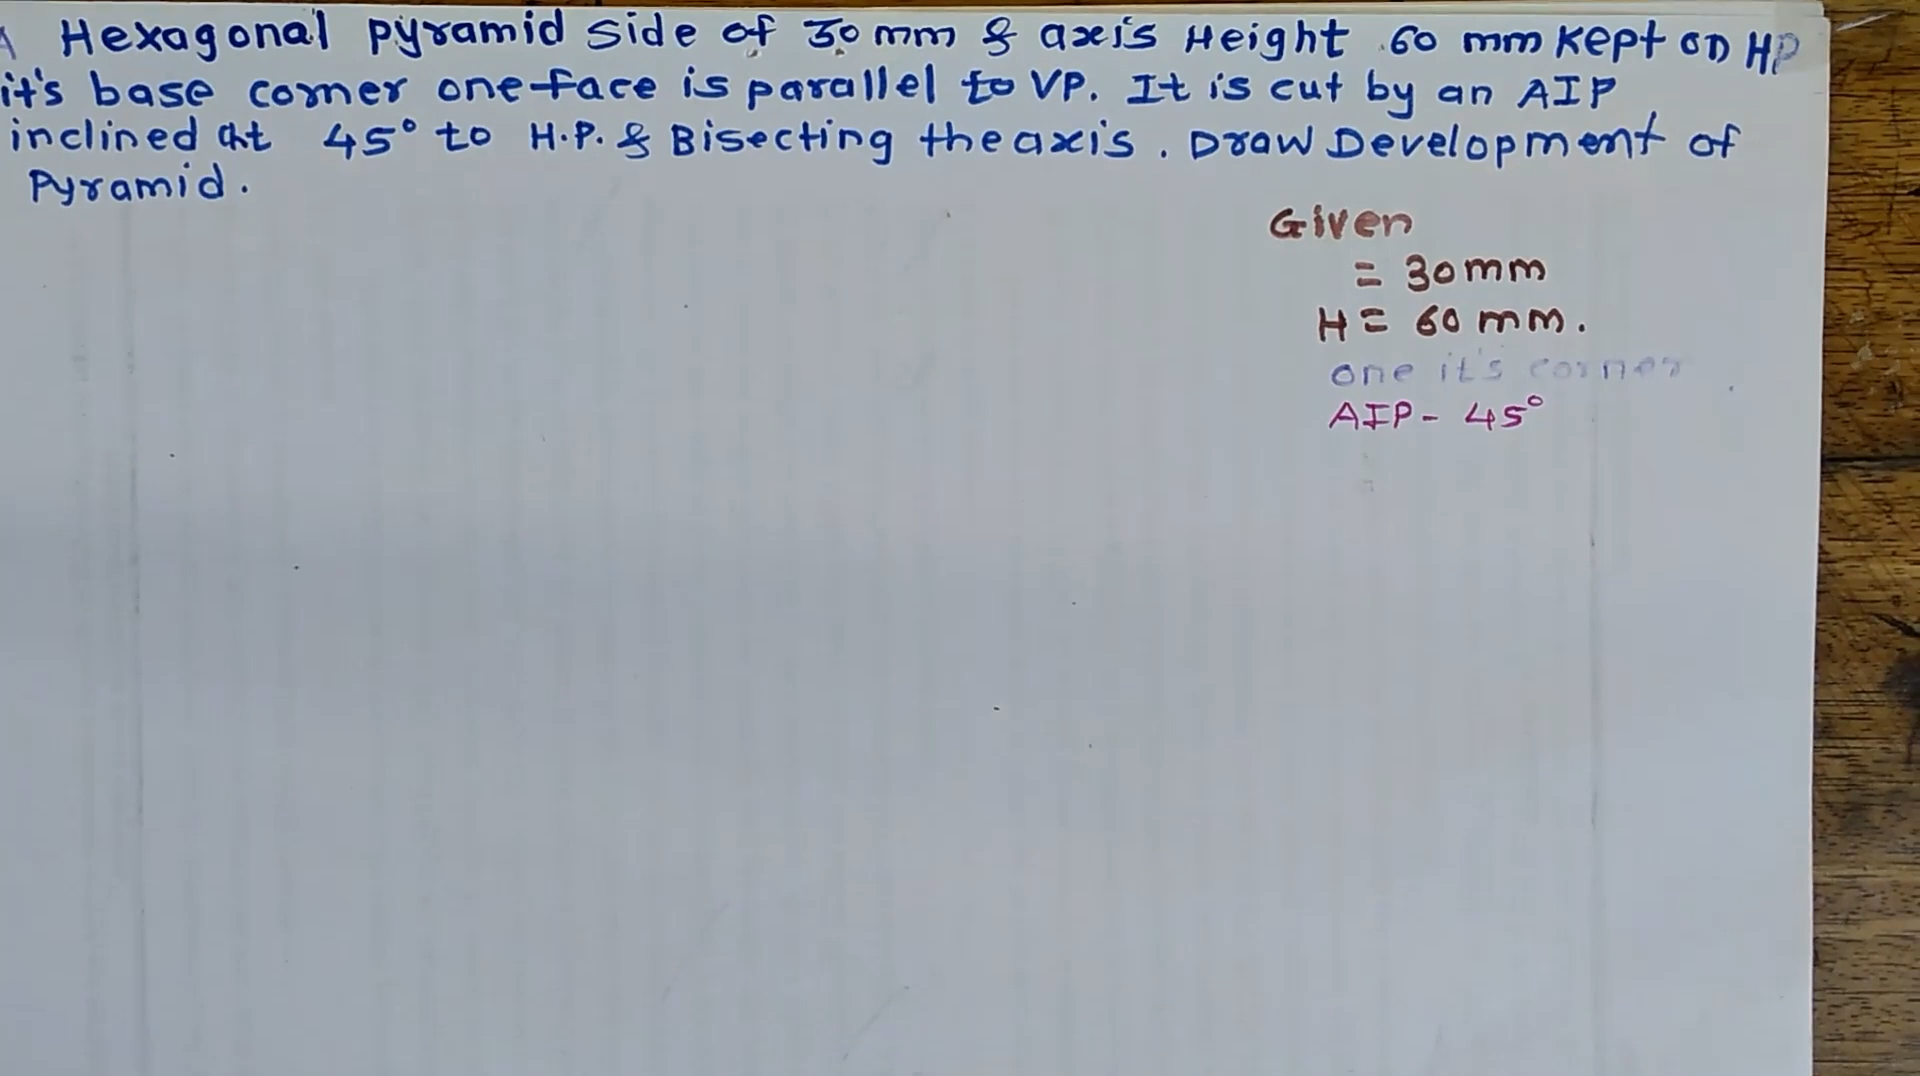 A Hexagonal pyramid side of 30 mm & axis Height 60 mm kept on HP
it's base corner one face is parallel to VP. It is cut by an AIP
inclined at 45° to H.P. & Bisecting the axis. Draw Development of
Pyramid.
Given
= 30mm
H = 60 mm.
one it's corner
AIP - 45°